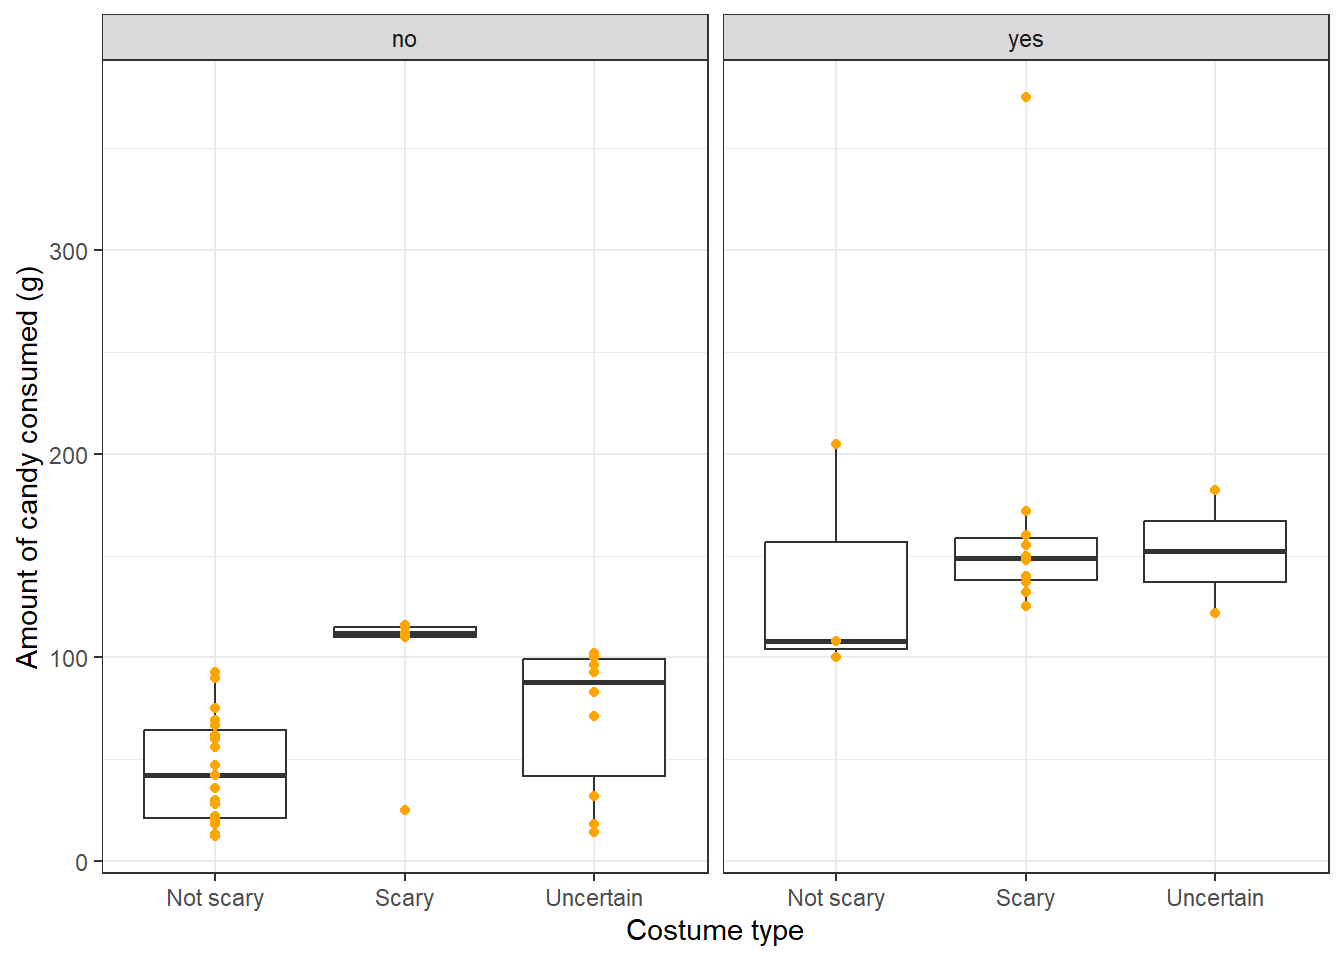 no
yes
Amount of candy consumed (g)
300
200
100
0
Not scary
Scary
Uncertain
Not scary
Scary
Uncertain
Costume type